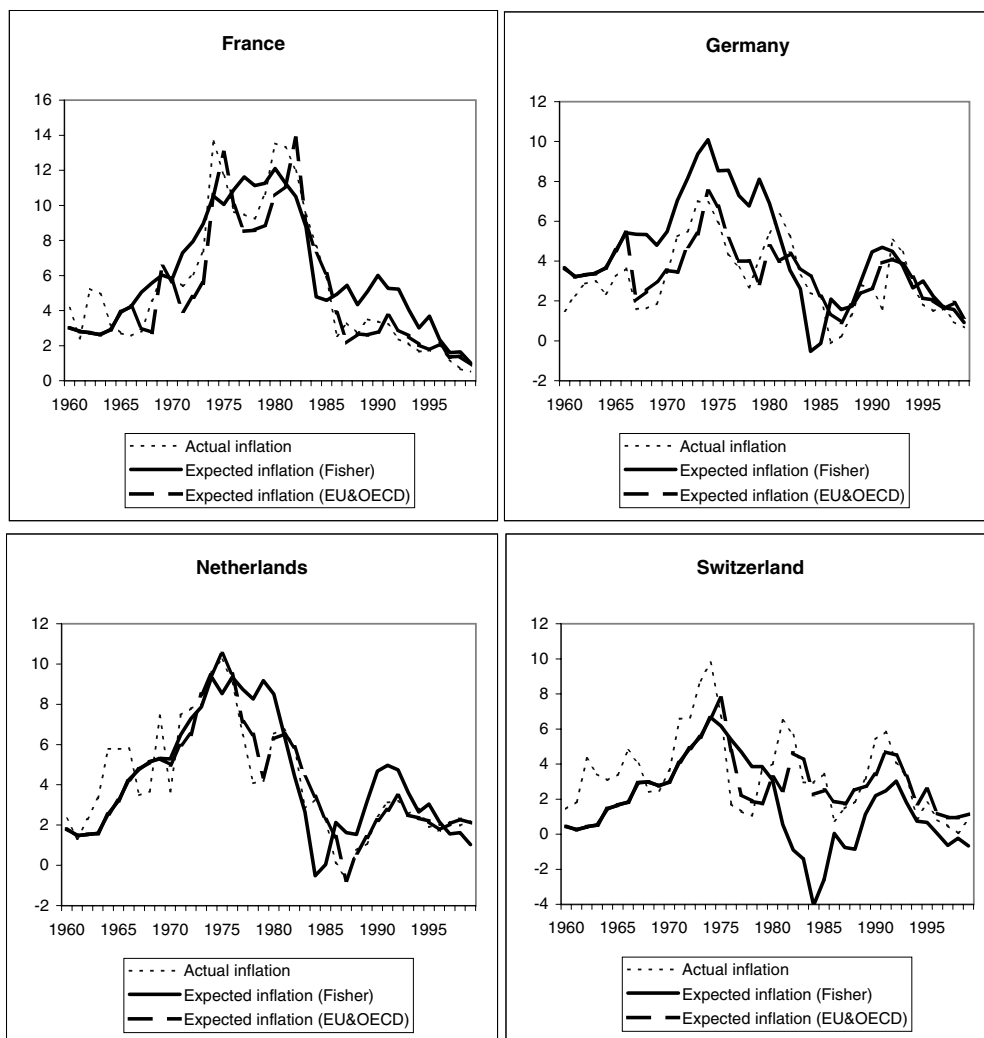 France
16
14
12
10
8
6
4
2
0
1960 1965 1970 1975 1980 1985 1990 1995
Actual inflation
Expected inflation (Fisher)
Expected inflation (EU&OECD)
Germany
12
10
8
6
4
2
0
-2
1960 1965 1970 1975 1980 1985 1990 1995
Actual inflation
Expected inflation (Fisher)
Expected inflation (EU&OECD)
Netherlands
12
10
8
6
4
2
0
-2
1960 1965 1970 1975 1980 1985 1990 1995
Actual inflation
Expected inflation (Fisher)
Expected inflation (EU&OECD)
Switzerland
12
10
8
6
4
2
0
-2
-4
1960 1965 1970 1975 1980 1985 1990 1995
Actual inflation
Expected inflation (Fisher)
Expected inflation (EU&OECD)